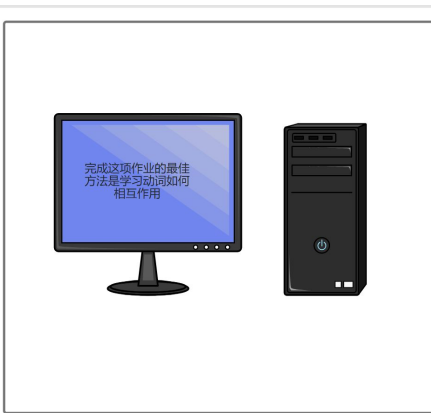 完成这项作业的最佳
方法是学习动词如何
相互作用